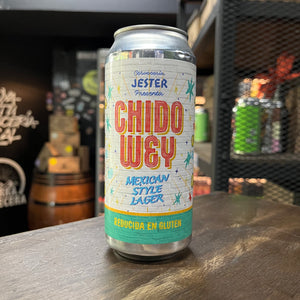 Cervecería
JESTER
Presenta
CHIDO
WEY
MEXICAN
STYLE
LAGER
REDUCIDA EN GLUTEN